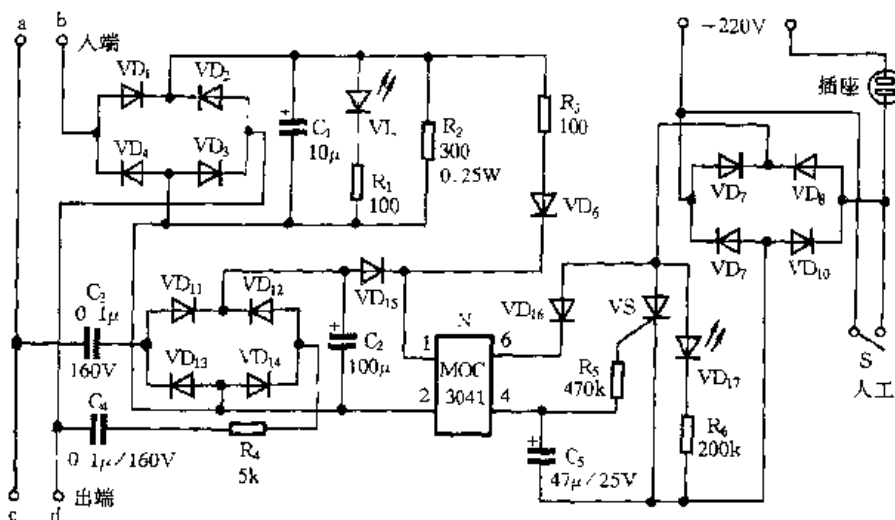 a
b
入端
VD₁
VD₂
VD₄
VD₃
C₁
10μ
VL
R₁
100
R₂
300
0.25W
R₃
100
VD₆
~220V
插座
VD₇
VD₈
VD₇
VD₁₀
S
人工
C₃
0 1μ
160V
VD₁₁
VD₁₂
VD₁₃
VD₁₄
VD₁₅
C₂
100μ
N
1
2
6
4
MOC
3041
VD₁₆
VS
R₅
470k
VD₁₇
R₆
200k
C₄
0 1μ/160V
R₄
5k
C₅
47μ/25V
c
d
出端